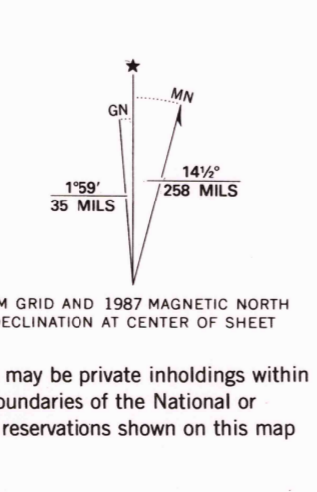 ★
MN
GN
14½°
258 MILS
1°59′
35 MILS
M GRID AND 1987 MAGNETIC NORTH
ECLINATION AT CENTER OF SHEET
may be private inholdings within
oundaries of the National or
reservations shown on this map